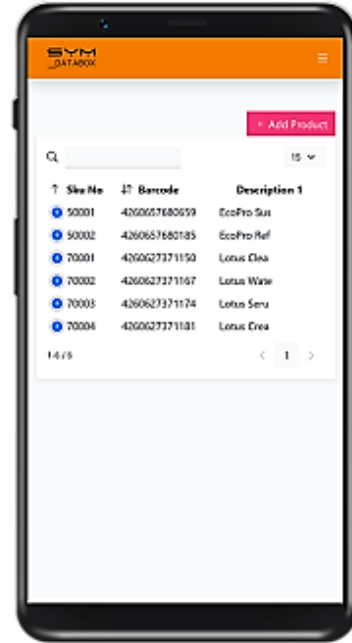 SYM
_DATABOX
+ Add Product
15
Sku No Barcode Description 1
50001 4260657680659 EcoPro Sus
50002 4260657680185 EcoPro Ref
70001 4260627371150 Lotus Clea
70002 4260627371167 Lotus Wate
70003 4260627371174 Lotus Seru
70004 4260627371181 Lotus Crea
1-6 / 6
1